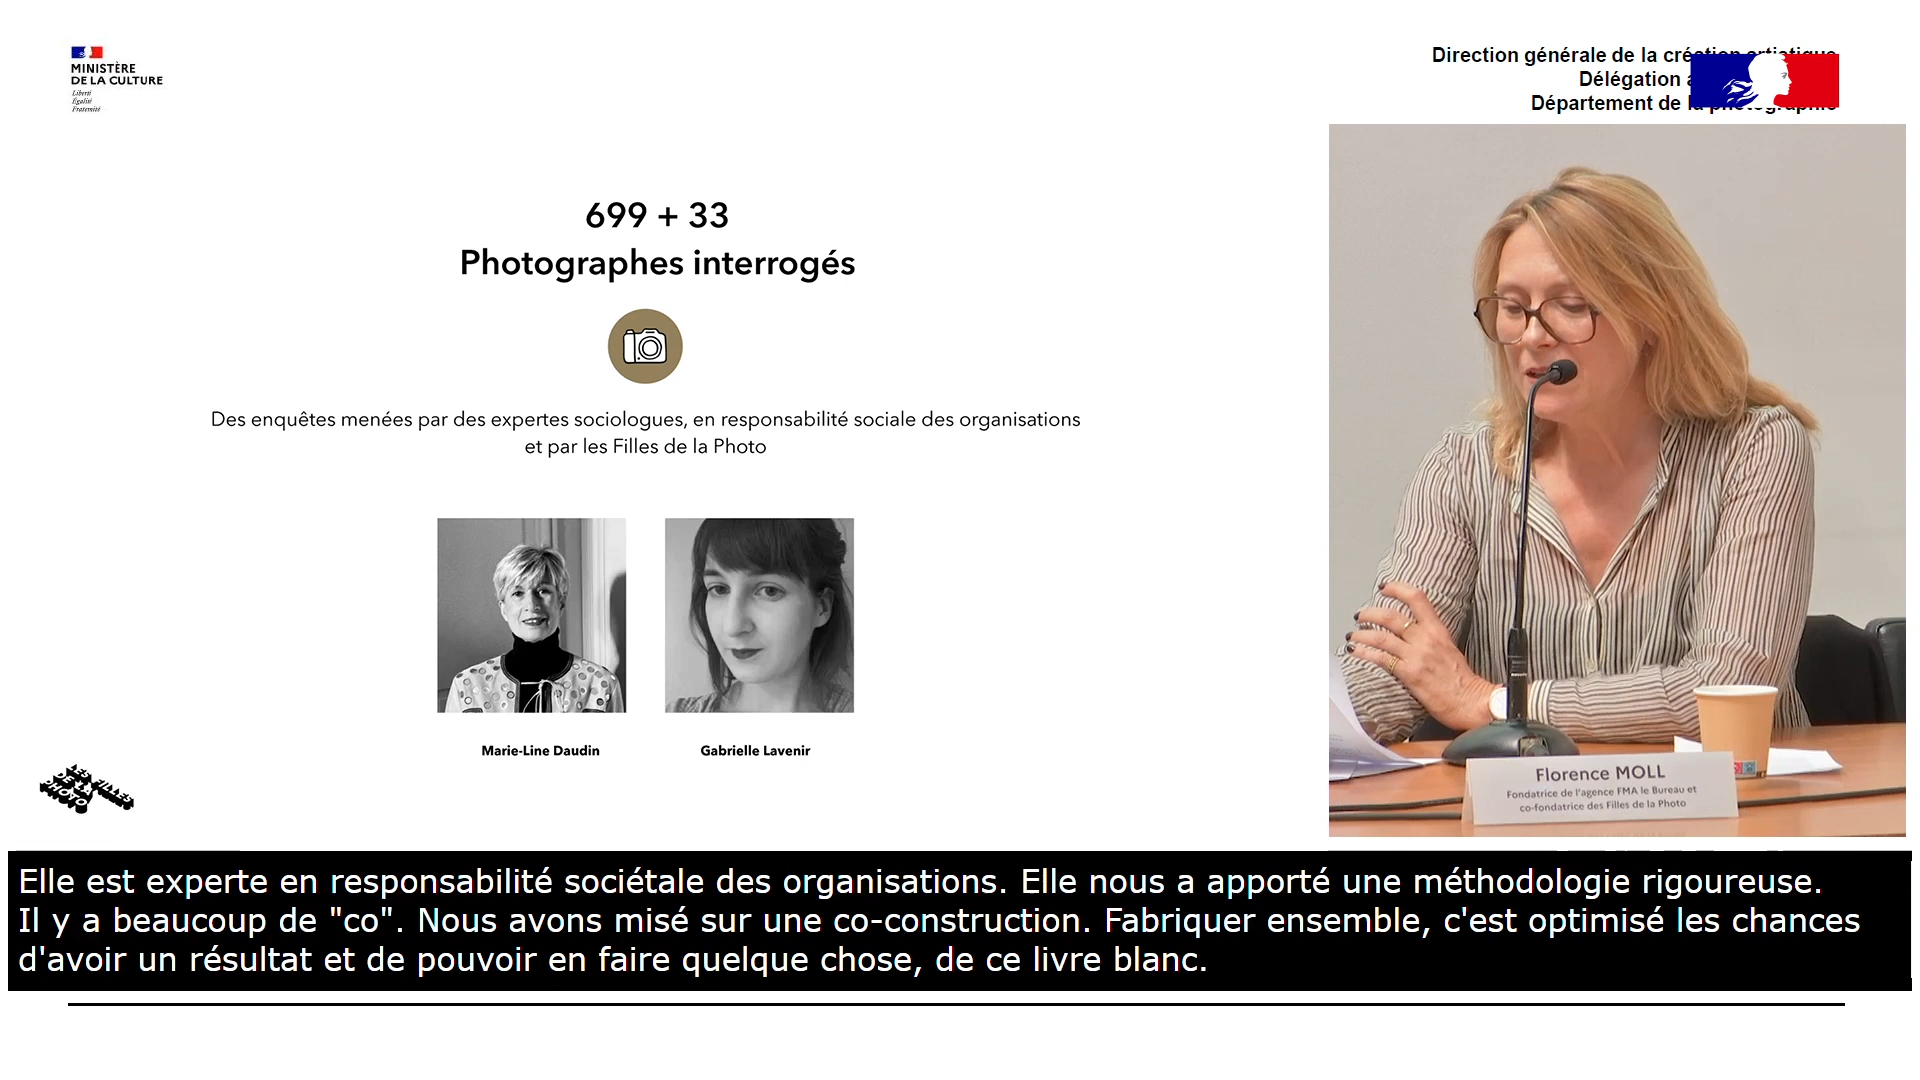 MINISTÈRE
DE LA CULTURE
Liberté
Égalité
Fraternité
Direction générale de la création artistique
Délégation
Département de la photographie
699 + 33
Photographes interrogés
Des enquêtes menées par des expertes sociologues, en responsabilité sociale des organisations
et par les Filles de la Photo
Marie-Line Daudin
Gabrielle Lavenir
LES FILLES
DE LA
PHOTO
Florence MOLL
Fondatrice de l'agence FMA le Bureau et
co-fondatrice des Filles de la Photo
Elle est experte en responsabilité sociétale des organisations. Elle nous a apporté une méthodologie rigoureuse.
Il y a beaucoup de "co". Nous avons misé sur une co-construction. Fabriquer ensemble, c'est optimisé les chances
d'avoir un résultat et de pouvoir en faire quelque chose, de ce livre blanc.